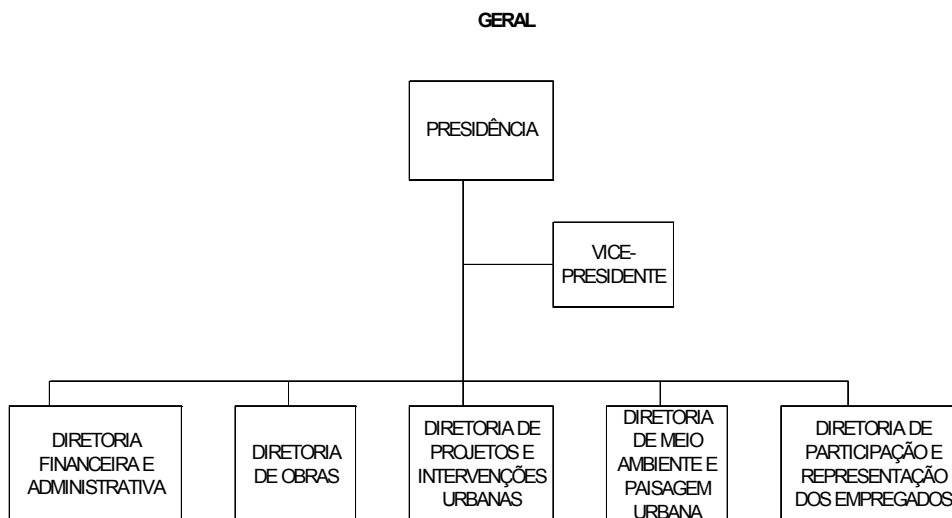 GERAL
PRESIDÊNCIA
VICE-
PRESIDENTE
DIRETORIA
FINANCEIRA E
ADMINISTRATIVA
DIRETORIA
DE OBRAS
DIRETORIA DE
PROJETOS E
INTERVENÇÕES
URBANAS
DIRETORIA
DE MEIO
AMBIENTE E
PAISAGEM
URBANA
DIRETORIA DE
PARTICIPAÇÃO E
REPRESENTAÇÃO
DOS EMPREGADOS